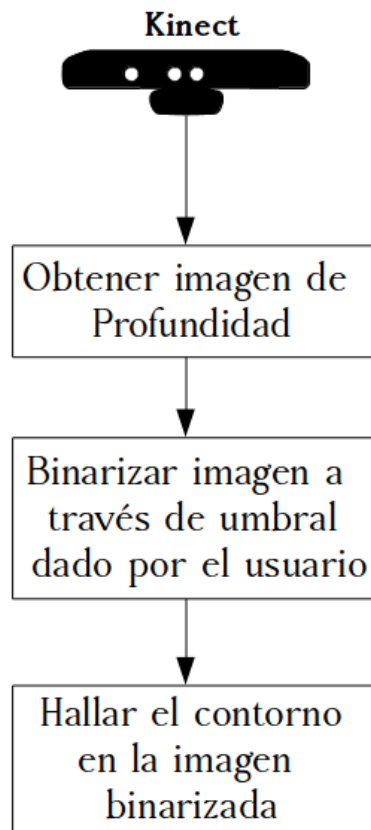 Kinect
Obtener imagen de
Profundidad
Binarizar imagen a
través de umbral
dado por el usuario
Hallar el contorno
en la imagen
binarizada